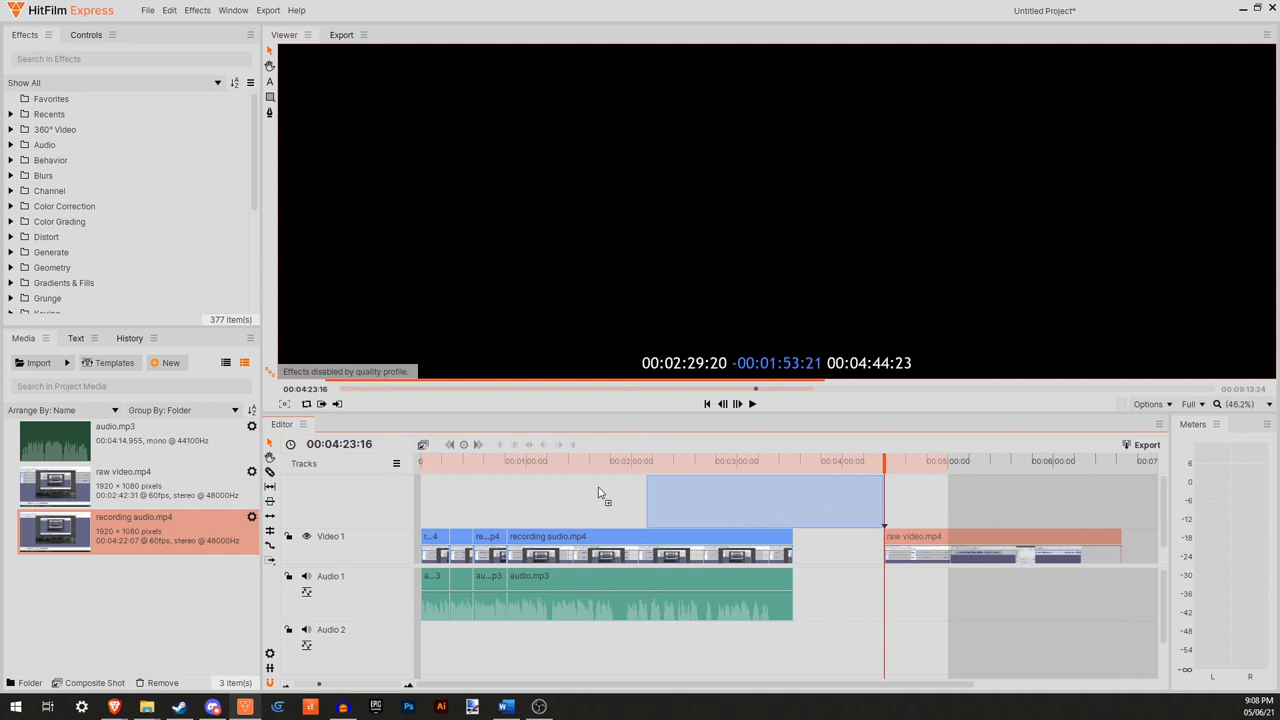 HitFilm Express
File Edit Effects Window Export Help
Untitled Project*
Effects Controls
Search in Effects
Show All
Favorites
Recents
360° Video
Audio
Behavior
Blurs
Channel
Color Correction
Color Grading
Distort
Generate
Geometry
Gradients & Fills
Grunge
377 item(s)
Media Text History
Import Templates New
Search in Project Media
Arrange By: Name Group By: Folder
audio.mp3
00:04:14.955, mono @ 44100Hz
raw video.mp4
1920 × 1080 pixels
00:02:42:31 @ 60fps, stereo @ 48000Hz
recording audio.mp4
1920 × 1080 pixels
00:04:22:07 @ 60fps, stereo @ 48000Hz
Folder Composite Shot Remove 3 item(s)
Viewer Export
00:02:29:20 -00:01:53:21 00:04:44:23
Effects disabled by quality profile.
00:04:23:16 00:09:13:24
Options Full (46.2%)
Editor
00:04:23:16 Export
Tracks
0 00:01:00:00 00:02:00:00 00:03:00:00 00:04:00:00 00:05:00:00 00:06:00:00 00:07
Video 1
r...4 re...p4 recording audio.mp4 raw video.mp4
Audio 1
a...3 au...p3 audio.mp3
Audio 2
Meters
6
0
-6
-12
-18
-24
-30
-36
-42
-48
-54
-∞
L R
EPIC Ps Ai W
9:08 PM
05/06/21